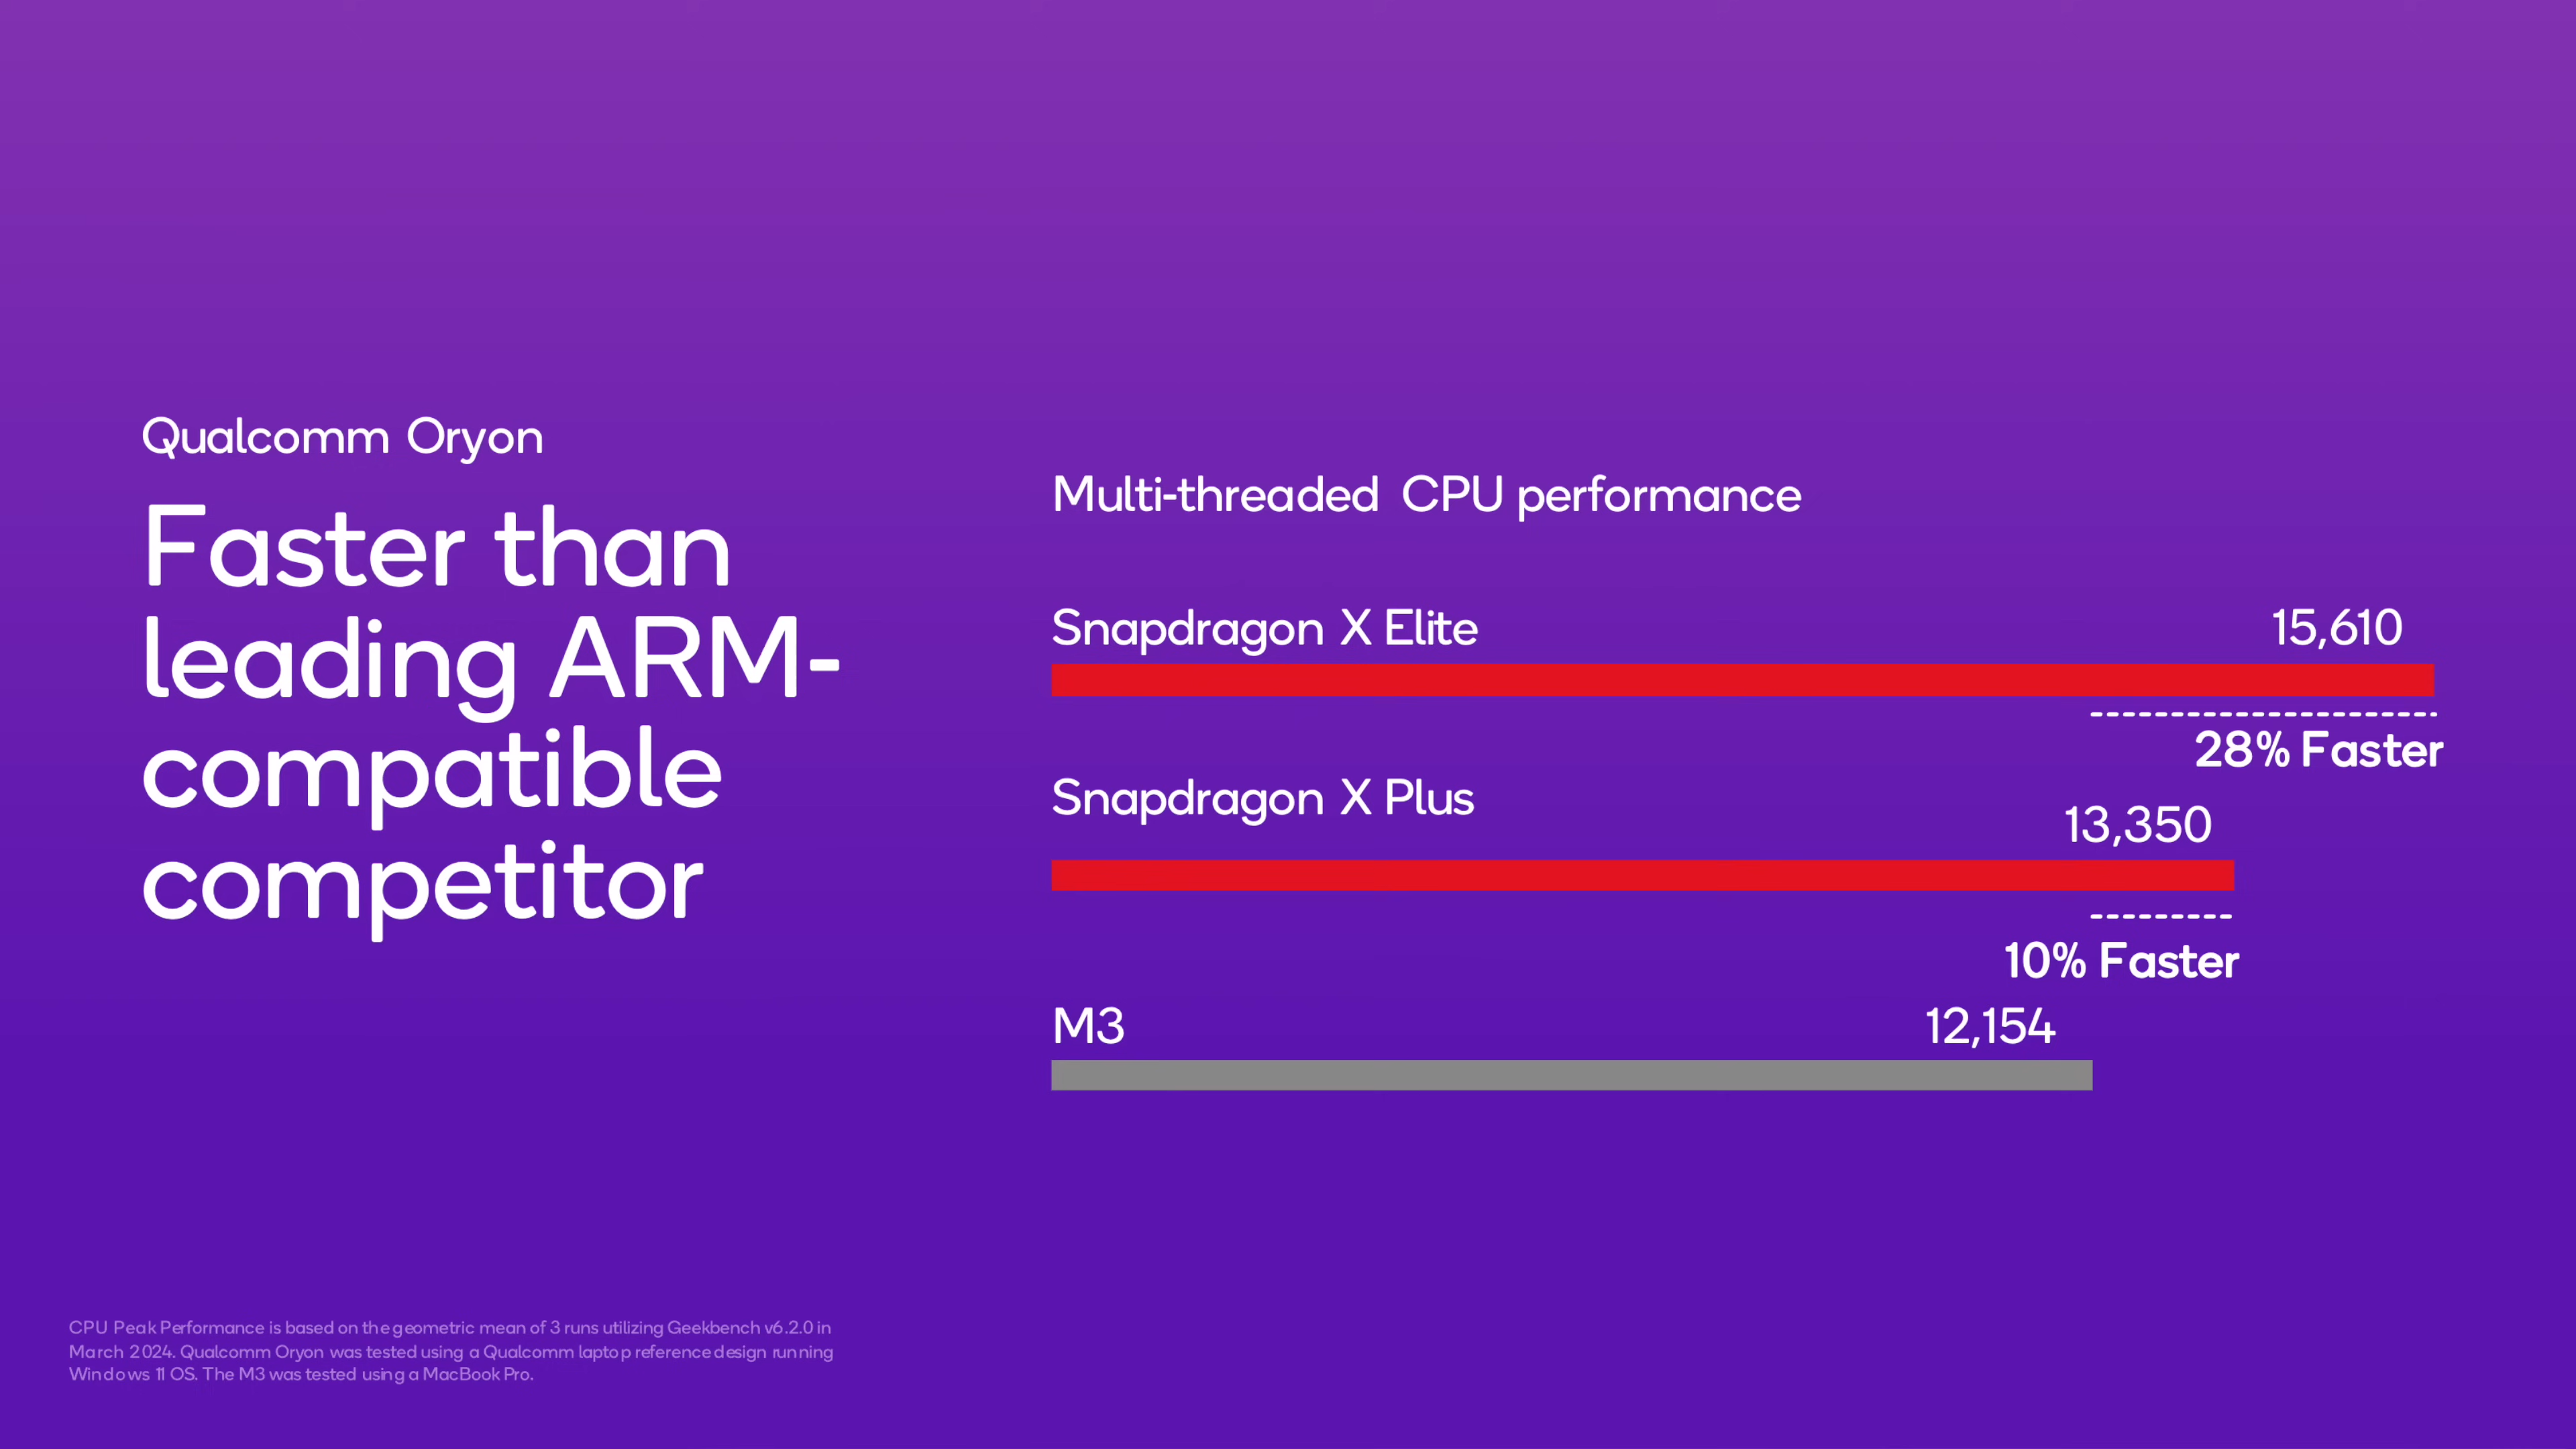 Qualcomm Oryon
Faster than
leading ARM-
compatible
competitor
Multi-threaded CPU performance
Snapdragon X Elite
15,610
28% Faster
Snapdragon X Plus
13,350
10% Faster
M3
12,154
CPU Peak Performance is based on the geometric mean of 3 runs utilizing Geekbench v6.2.0 in
March 2024. Qualcomm Oryon was tested using a Qualcomm laptop reference design running
Windows 11 OS. The M3 was tested using a MacBook Pro.